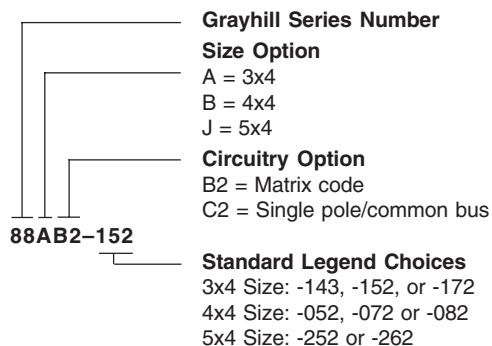 Grayhill Series Number
Size Option
A = 3x4
B = 4x4
J = 5x4
Circuitry Option
B2 = Matrix code
C2 = Single pole/common bus
88AB2–152
Standard Legend Choices
3x4 Size: -143, -152, or -172
4x4 Size: -052, -072 or -082
5x4 Size: -252 or -262